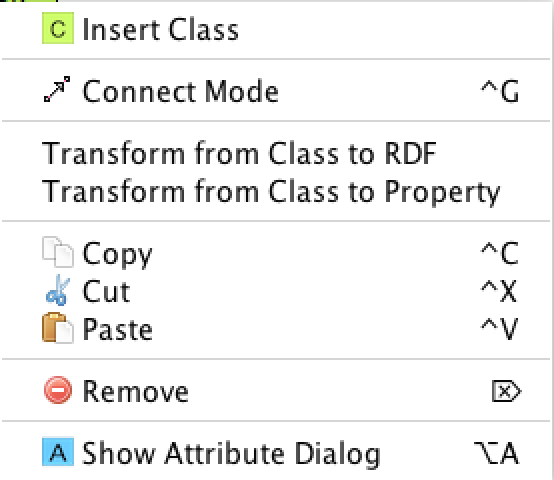 C Insert Class
Connect Mode ^G
Transform from Class to RDF
Transform from Class to Property
Copy ^C
Cut ^X
Paste ^V
Remove ⌦
A Show Attribute Dialog ⌥A